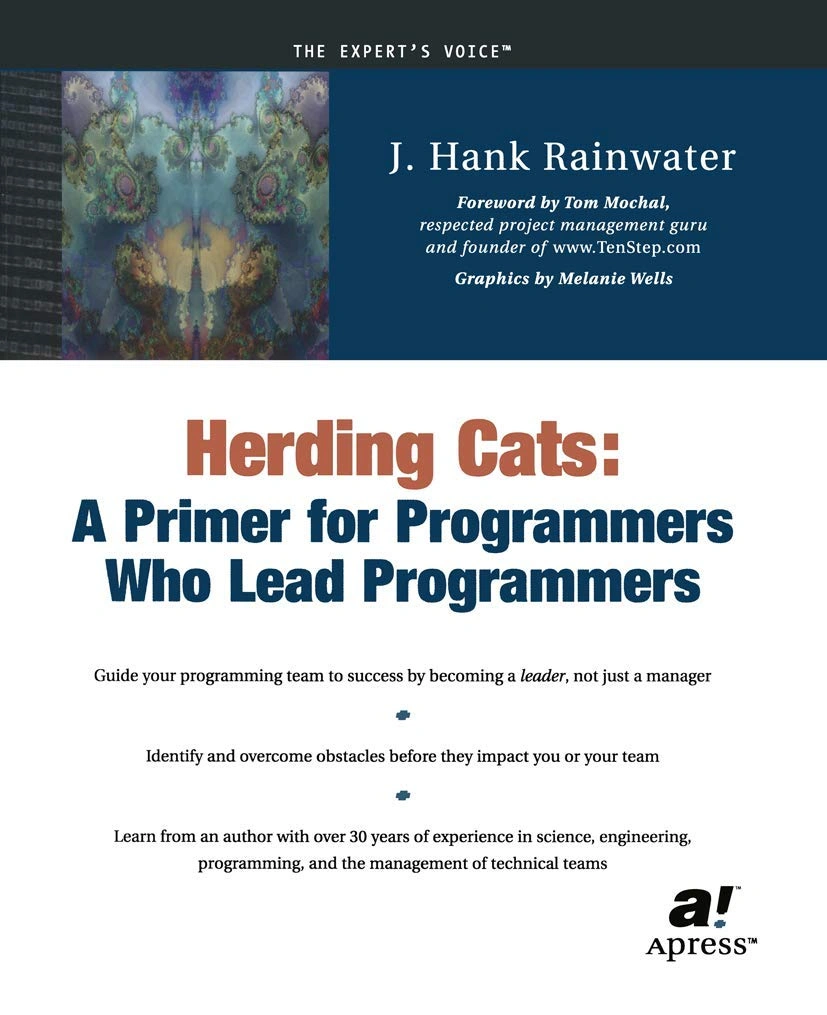 THE EXPERT'S VOICE™
J. Hank Rainwater
Foreword by Tom Mochal,
respected project management guru
and founder of www.TenStep.com
Graphics by Melanie Wells
Herding Cats:
A Primer for Programmers
Who Lead Programmers
Guide your programming team to success by becoming a leader, not just a manager
Identify and overcome obstacles before they impact you or your team
Learn from an author with over 30 years of experience in science, engineering,
programming, and the management of technical teams
a!™
Apress™